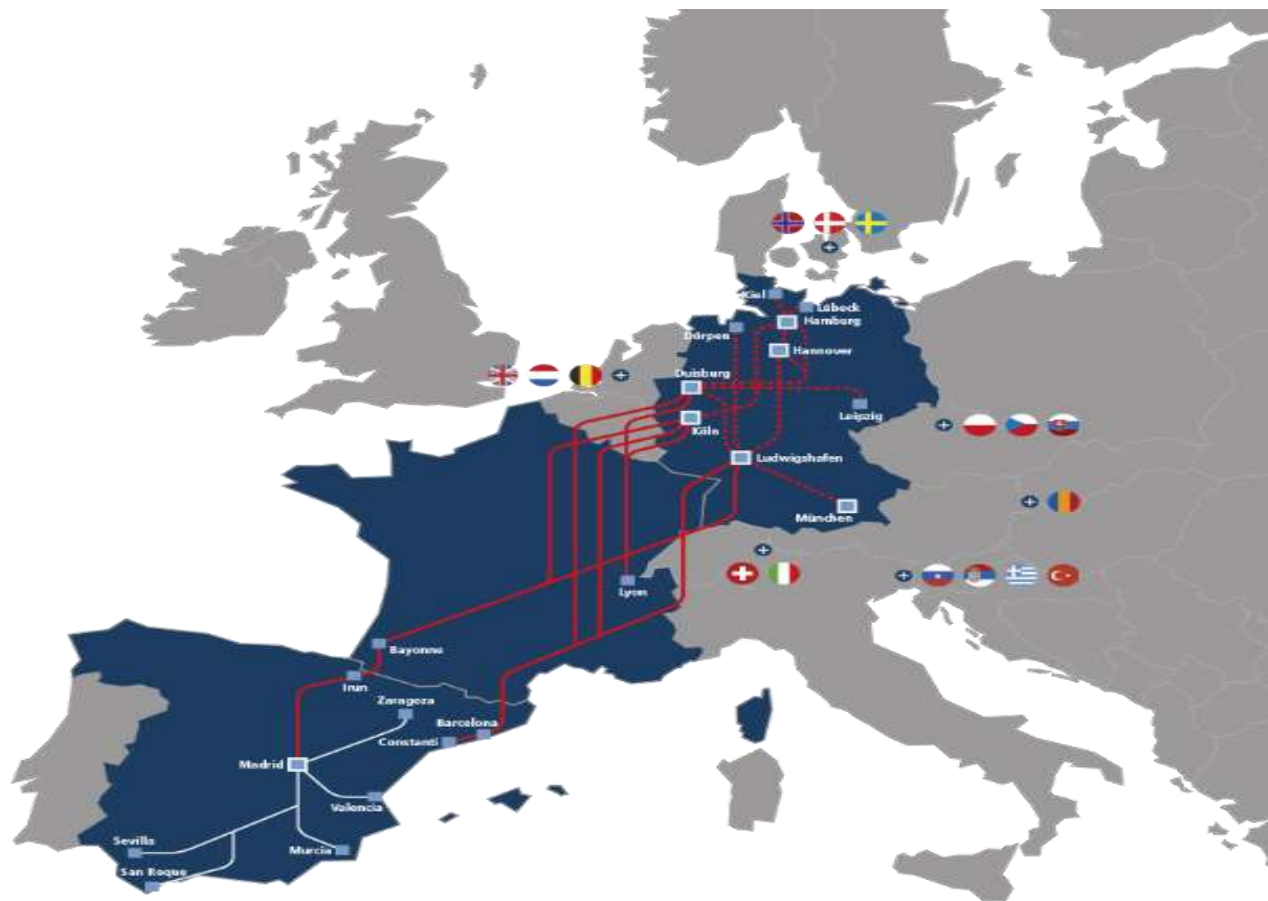 Kiel
Lübeck
Hamburg
Dörpen
Hannover
Duisburg
Leipzig
Köln
Ludwigshafen
München
Lyon
Bayonne
Irun
Zaragoza
Barcelona
Constanti
Madrid
Valencia
Sevilla
Murcia
San Roque